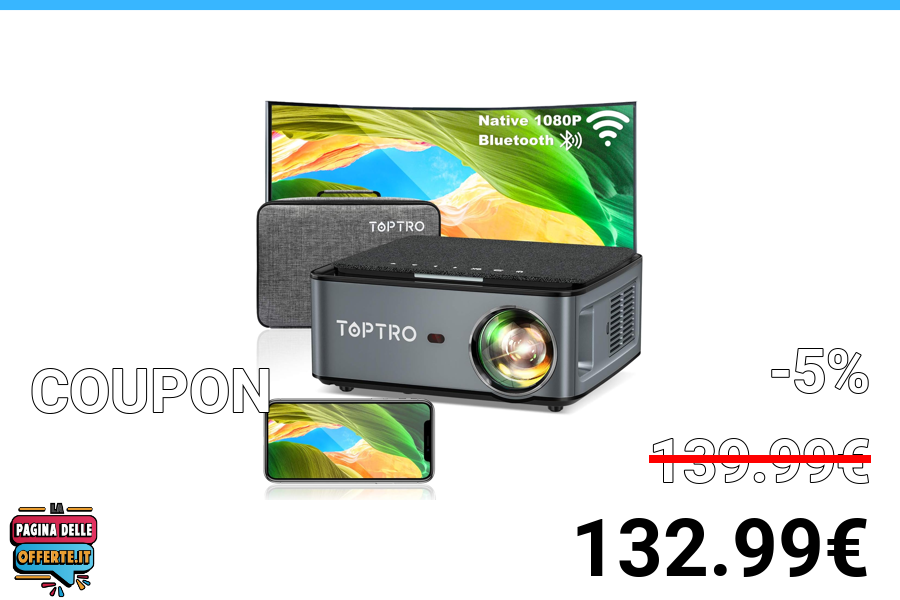 Native 1080P
Bluetooth
TOPTRO
TOPTRO
COUPON
-5%
139.99€
132.99€
LA
PAGINA DELLE
OFFERTE.IT